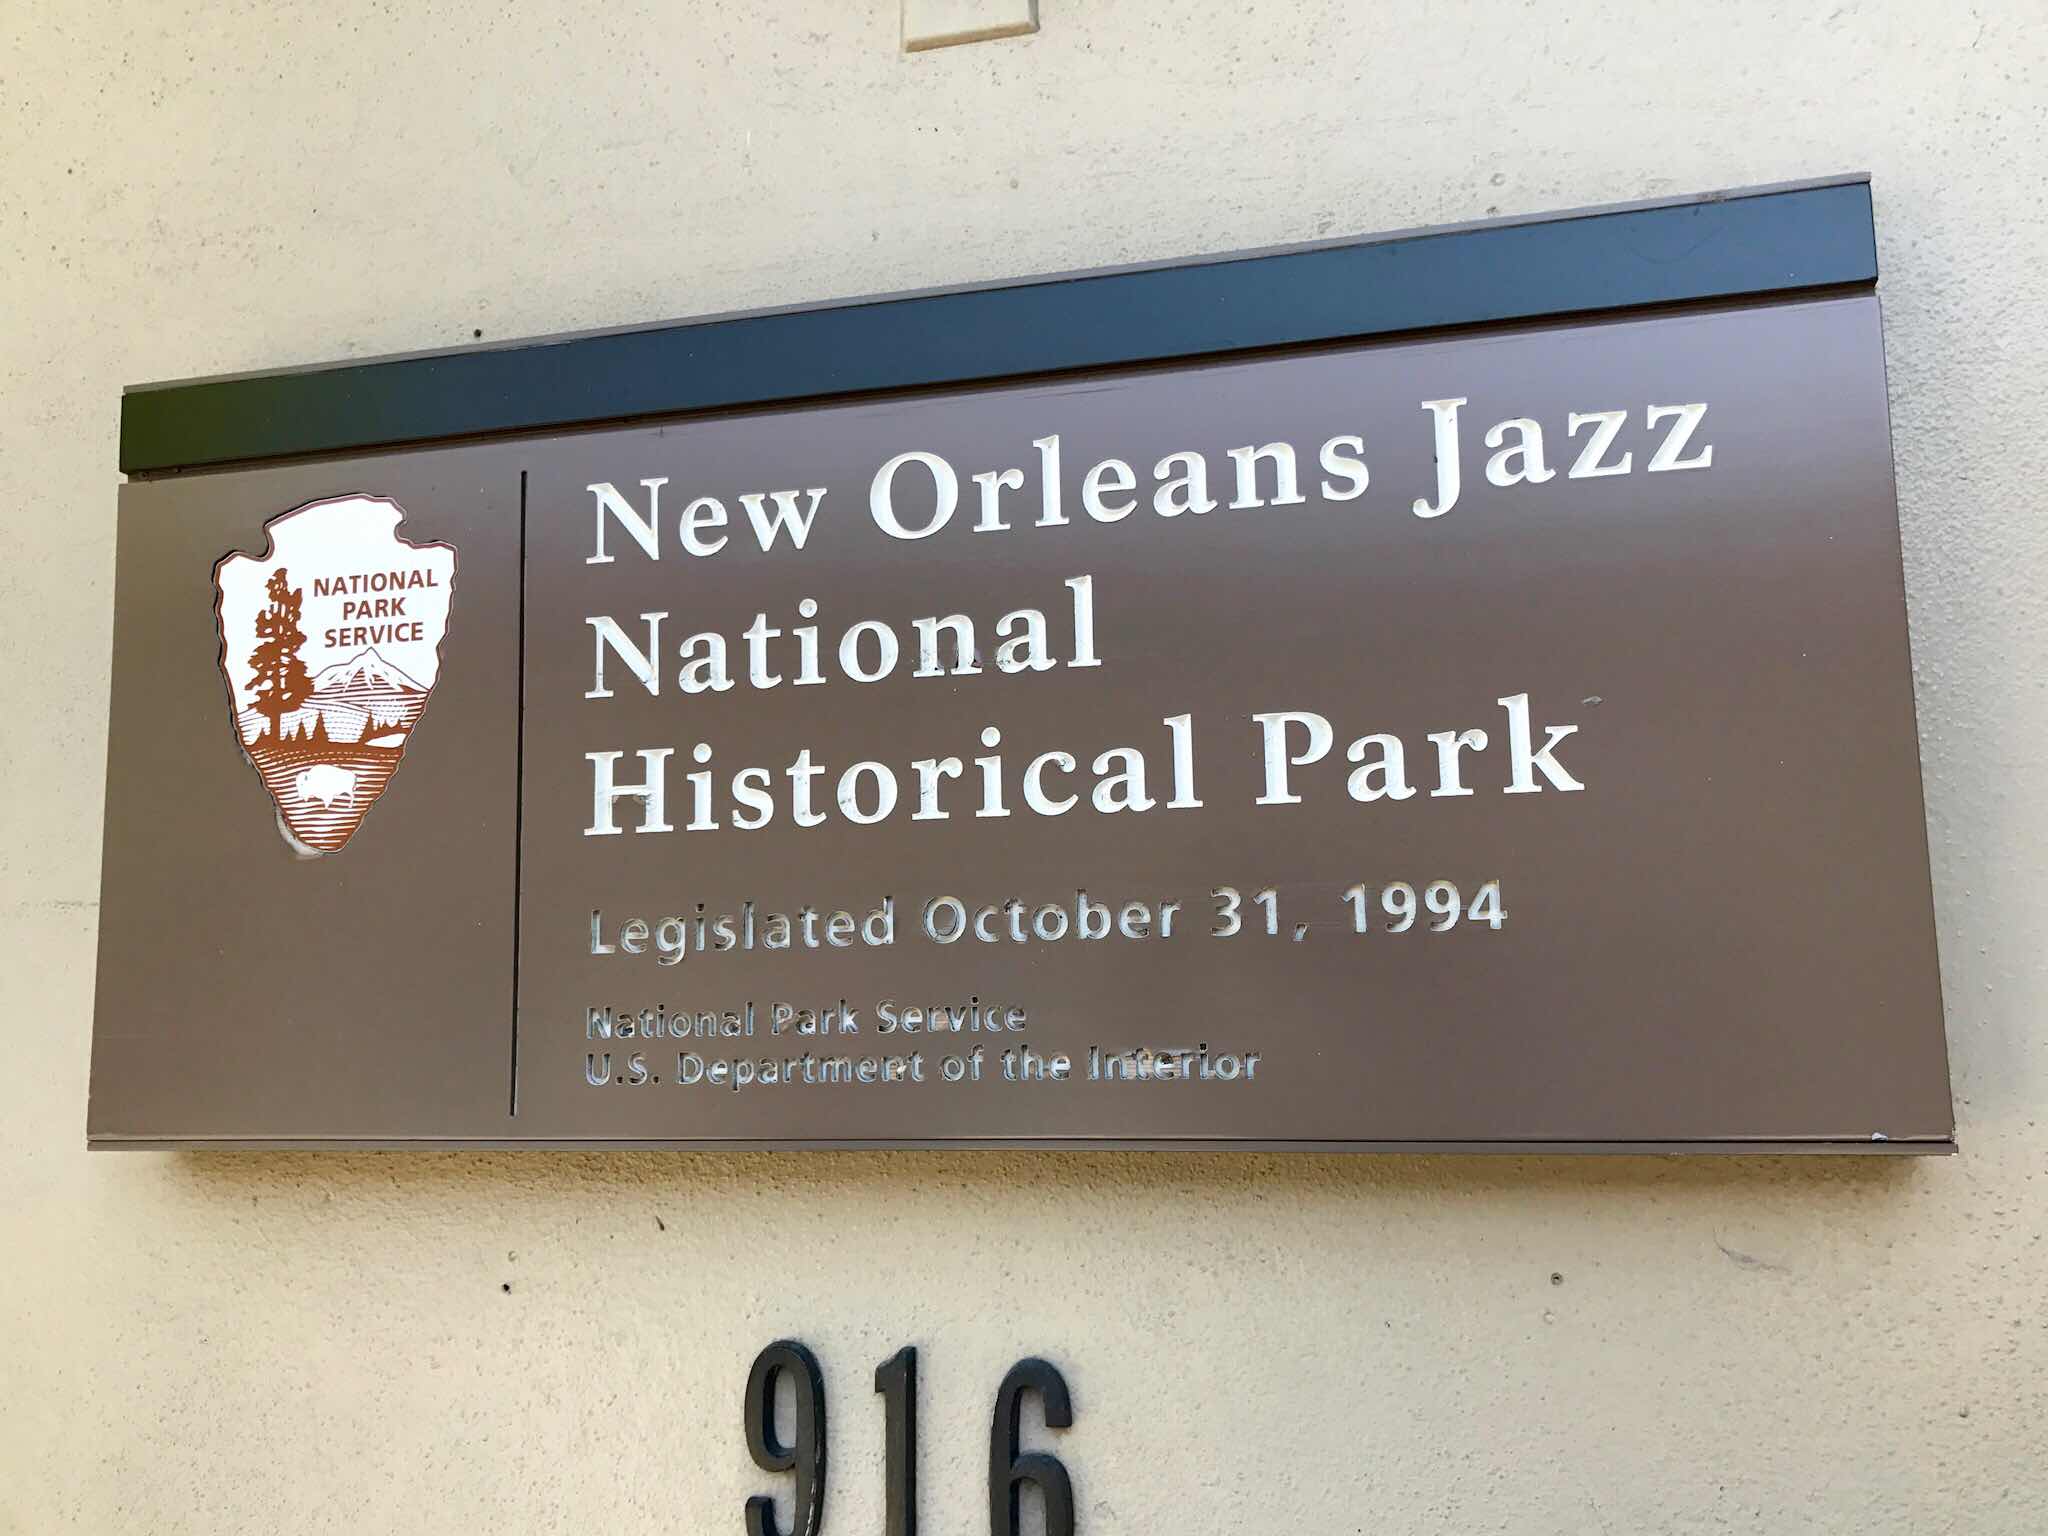 NATIONAL
PARK
SERVICE
New Orleans Jazz
National
Historical Park
Legislated October 31, 1994
National Park Service
U.S. Department of the Interior
916